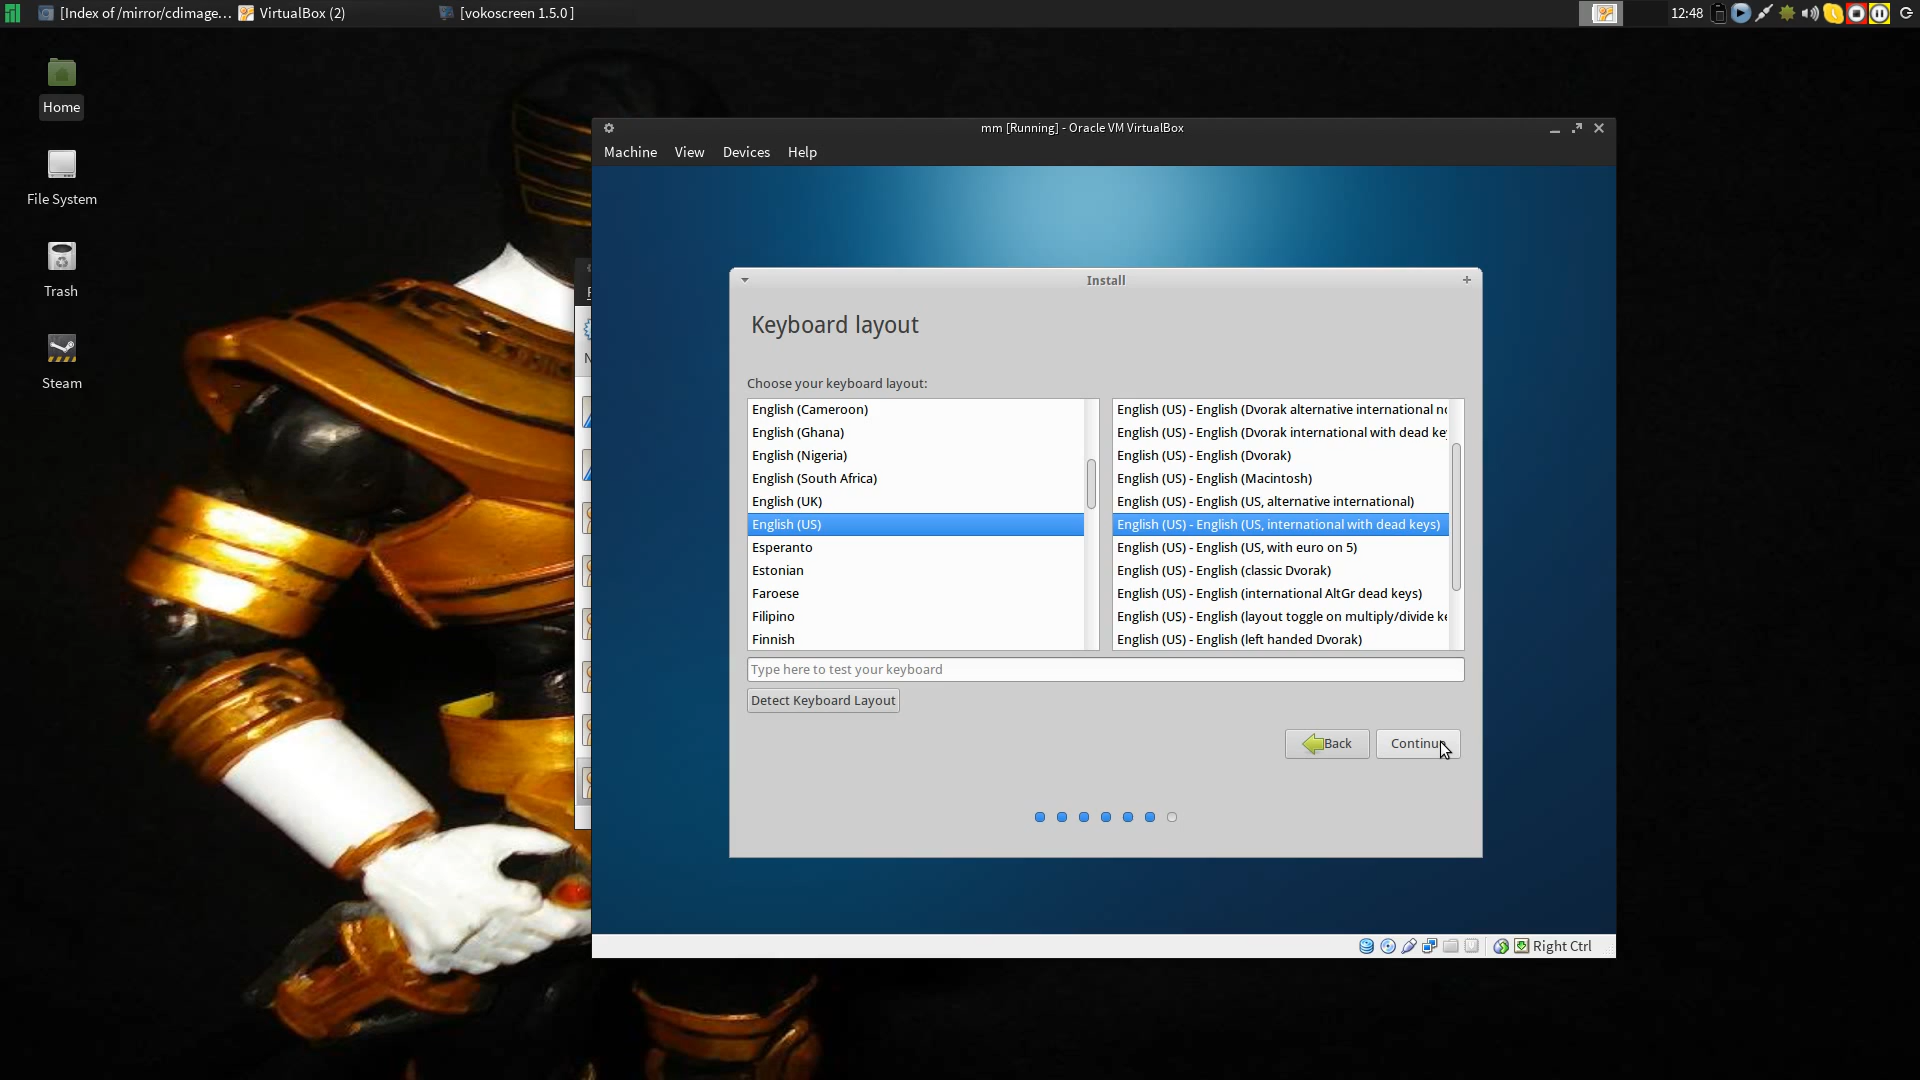 [Index of /mirror/cdimage...
VirtualBox (2)
[vokoscreen 1.5.0 ]
12:48
Home
File System
Trash
Steam
mm [Running] - Oracle VM VirtualBox
Machine View Devices Help
Install
Keyboard layout
Choose your keyboard layout:
English (Cameroon)
English (Ghana)
English (Nigeria)
English (South Africa)
English (UK)
English (US)
Esperanto
Estonian
Faroese
Filipino
Finnish
English (US) - English (Dvorak alternative international
English (US) - English (Dvorak international with dead
English (US) - English (Dvorak)
English (US) - English (Macintosh)
English (US) - English (US, alternative international)
English (US) - English (US, international with dead keys)
English (US) - English (US, with euro on 5)
English (US) - English (classic Dvorak)
English (US) - English (international AltGr dead keys)
English (US) - English (layout toggle on multiply/divide
English (US) - English (left handed Dvorak)
Type here to test your keyboard
Detect Keyboard Layout
Back
Continu
Right Ctrl